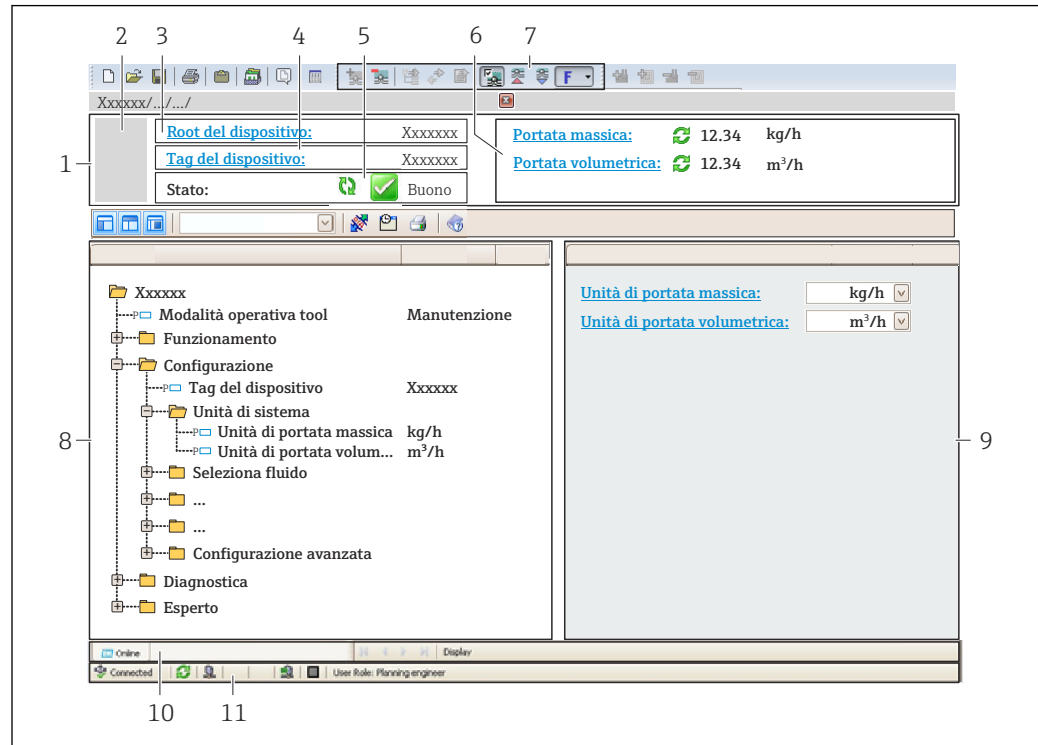 2 3 4 5 6 7
F
Xxxxxx/.../.../
1
Root del dispositivo: Xxxxxxx
Tag del dispositivo: Xxxxxxx
Stato: Buono
Portata massica: 12.34 kg/h
Portata volumetrica: 12.34 m³/h
Xxxxxx
P Modalità operativa tool Manutenzione
Funzionamento
Configurazione
P Tag del dispositivo Xxxxxx
Unità di sistema
P Unità di portata massica kg/h
P Unità di portata volum... m³/h
Seleziona fluido
...
...
Configurazione avanzata
Diagnostica
Esperto
8
Unità di portata massica: kg/h
Unità di portata volumetrica: m³/h
9
Online Display
Connected User Role: Planning engineer
10 11